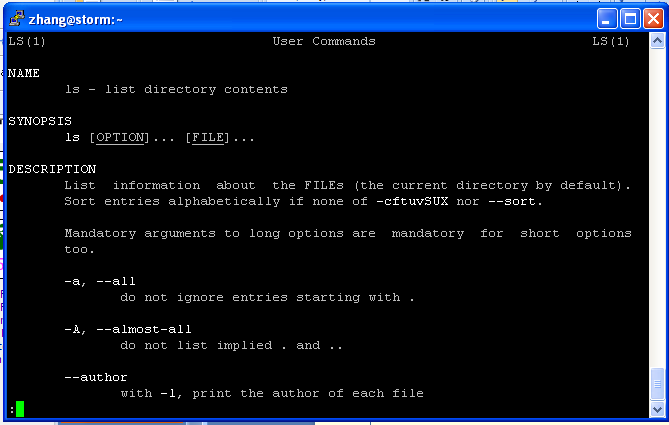 zhang@storm:~
LS(1) User Commands LS(1)
NAME
ls - list directory contents
SYNOPSIS
ls [OPTION]... [FILE]...
DESCRIPTION
List information about the FILEs (the current directory by default).
Sort entries alphabetically if none of -cftuvSUX nor --sort.
Mandatory arguments to long options are mandatory for short options
too.
-a, --all
do not ignore entries starting with .
-A, --almost-all
do not list implied . and ..
--author
with -l, print the author of each file
: